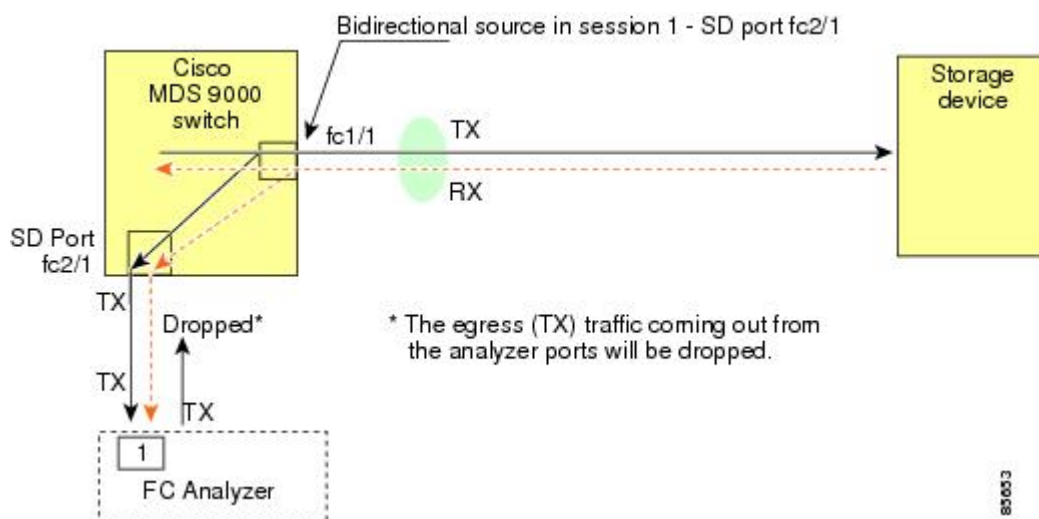 Bidirectional source in session 1 - SD port fc2/1
Cisco
MDS 9000
switch
Storage
device
fc1/1
TX
RX
SD Port
fc2/1
TX
Dropped*
* The egress (TX) traffic coming out from
the analyzer ports will be dropped.
TX
TX
1
FC Analyzer
85653